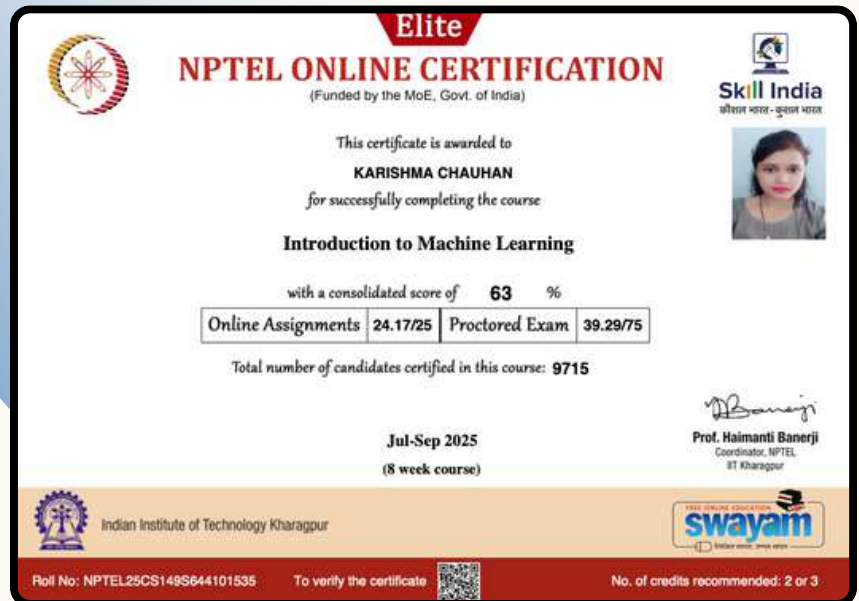 Elite
NPTEL ONLINE CERTIFICATION
(Funded by the MoE, Govt. of India)
Skill India
कौशल भारत - कुशल भारत
This certificate is awarded to
KARISHMA CHAUHAN
for successfully completing the course
Introduction to Machine Learning
with a consolidated score of 63 %
Online Assignments 24.17/25 Proctored Exam 39.29/75
Total number of candidates certified in this course: 9715
Jul-Sep 2025
(8 week course)
Prof. Haimanti Banerji
Coordinator, NPTEL
IIT Kharagpur
Indian Institute of Technology Kharagpur
FREE ONLINE EDUCATION
swayam
शिक्षित भारत, उन्नत भारत
Roll No: NPTEL25CS149S644101535 To verify the certificate No. of credits recommended: 2 or 3